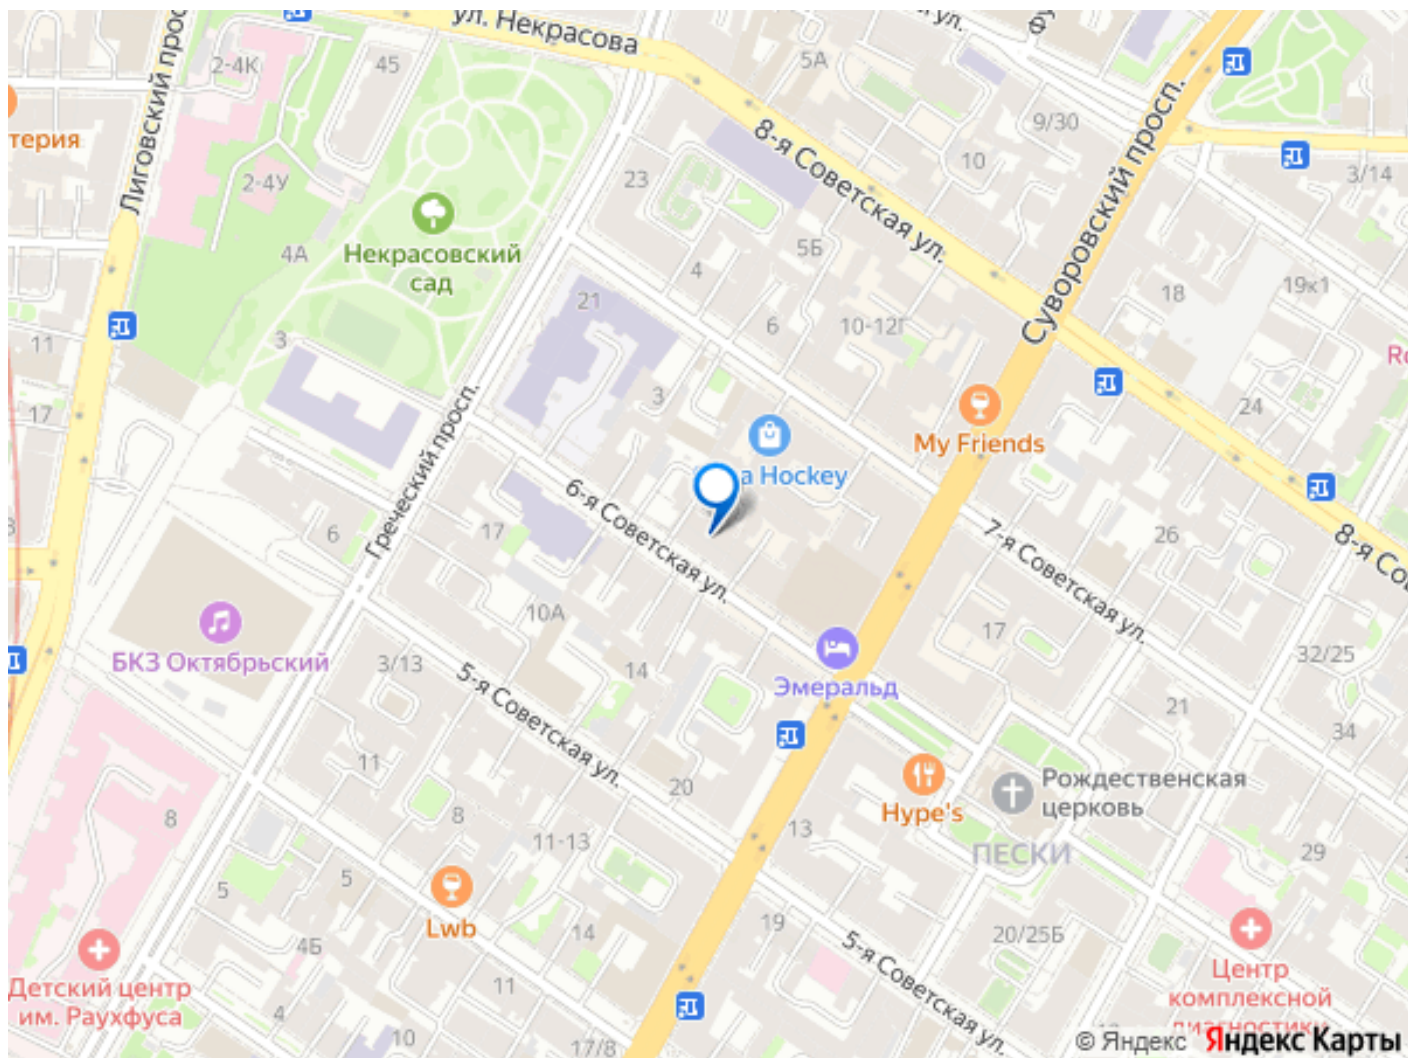 ул. Некрасова
ул.
2-4К
45
5А
Суворовский просп.
Лиговский
9/30
терия
10
3/14
2-4У
23
8-я Советская ул.
4А
Некрасовский
сад
5Б
4
21
6
10-12Г
18
19к1
11
3
17
3
24
My Friends
Hockey
Греческий просп.
6-я Советская ул.
17
6
26
7-я Советская ул.
8-я
10А
БКЗ Октябрьский
3/13
14
17
32/25
Эмеральд
5-я Советская ул.
21
34
11
20
Рождественская
церковь
Hype's
8
8
13
11-13
ПЕСКИ
29
5
5
Lwb
19
14
20/25Б
4Б
5-я Советская ул.
Центр
комплексной
диагностики
Детский центр
им. Раухфуса
11
4
10
17/8
© Яндекс Яндекс Карты